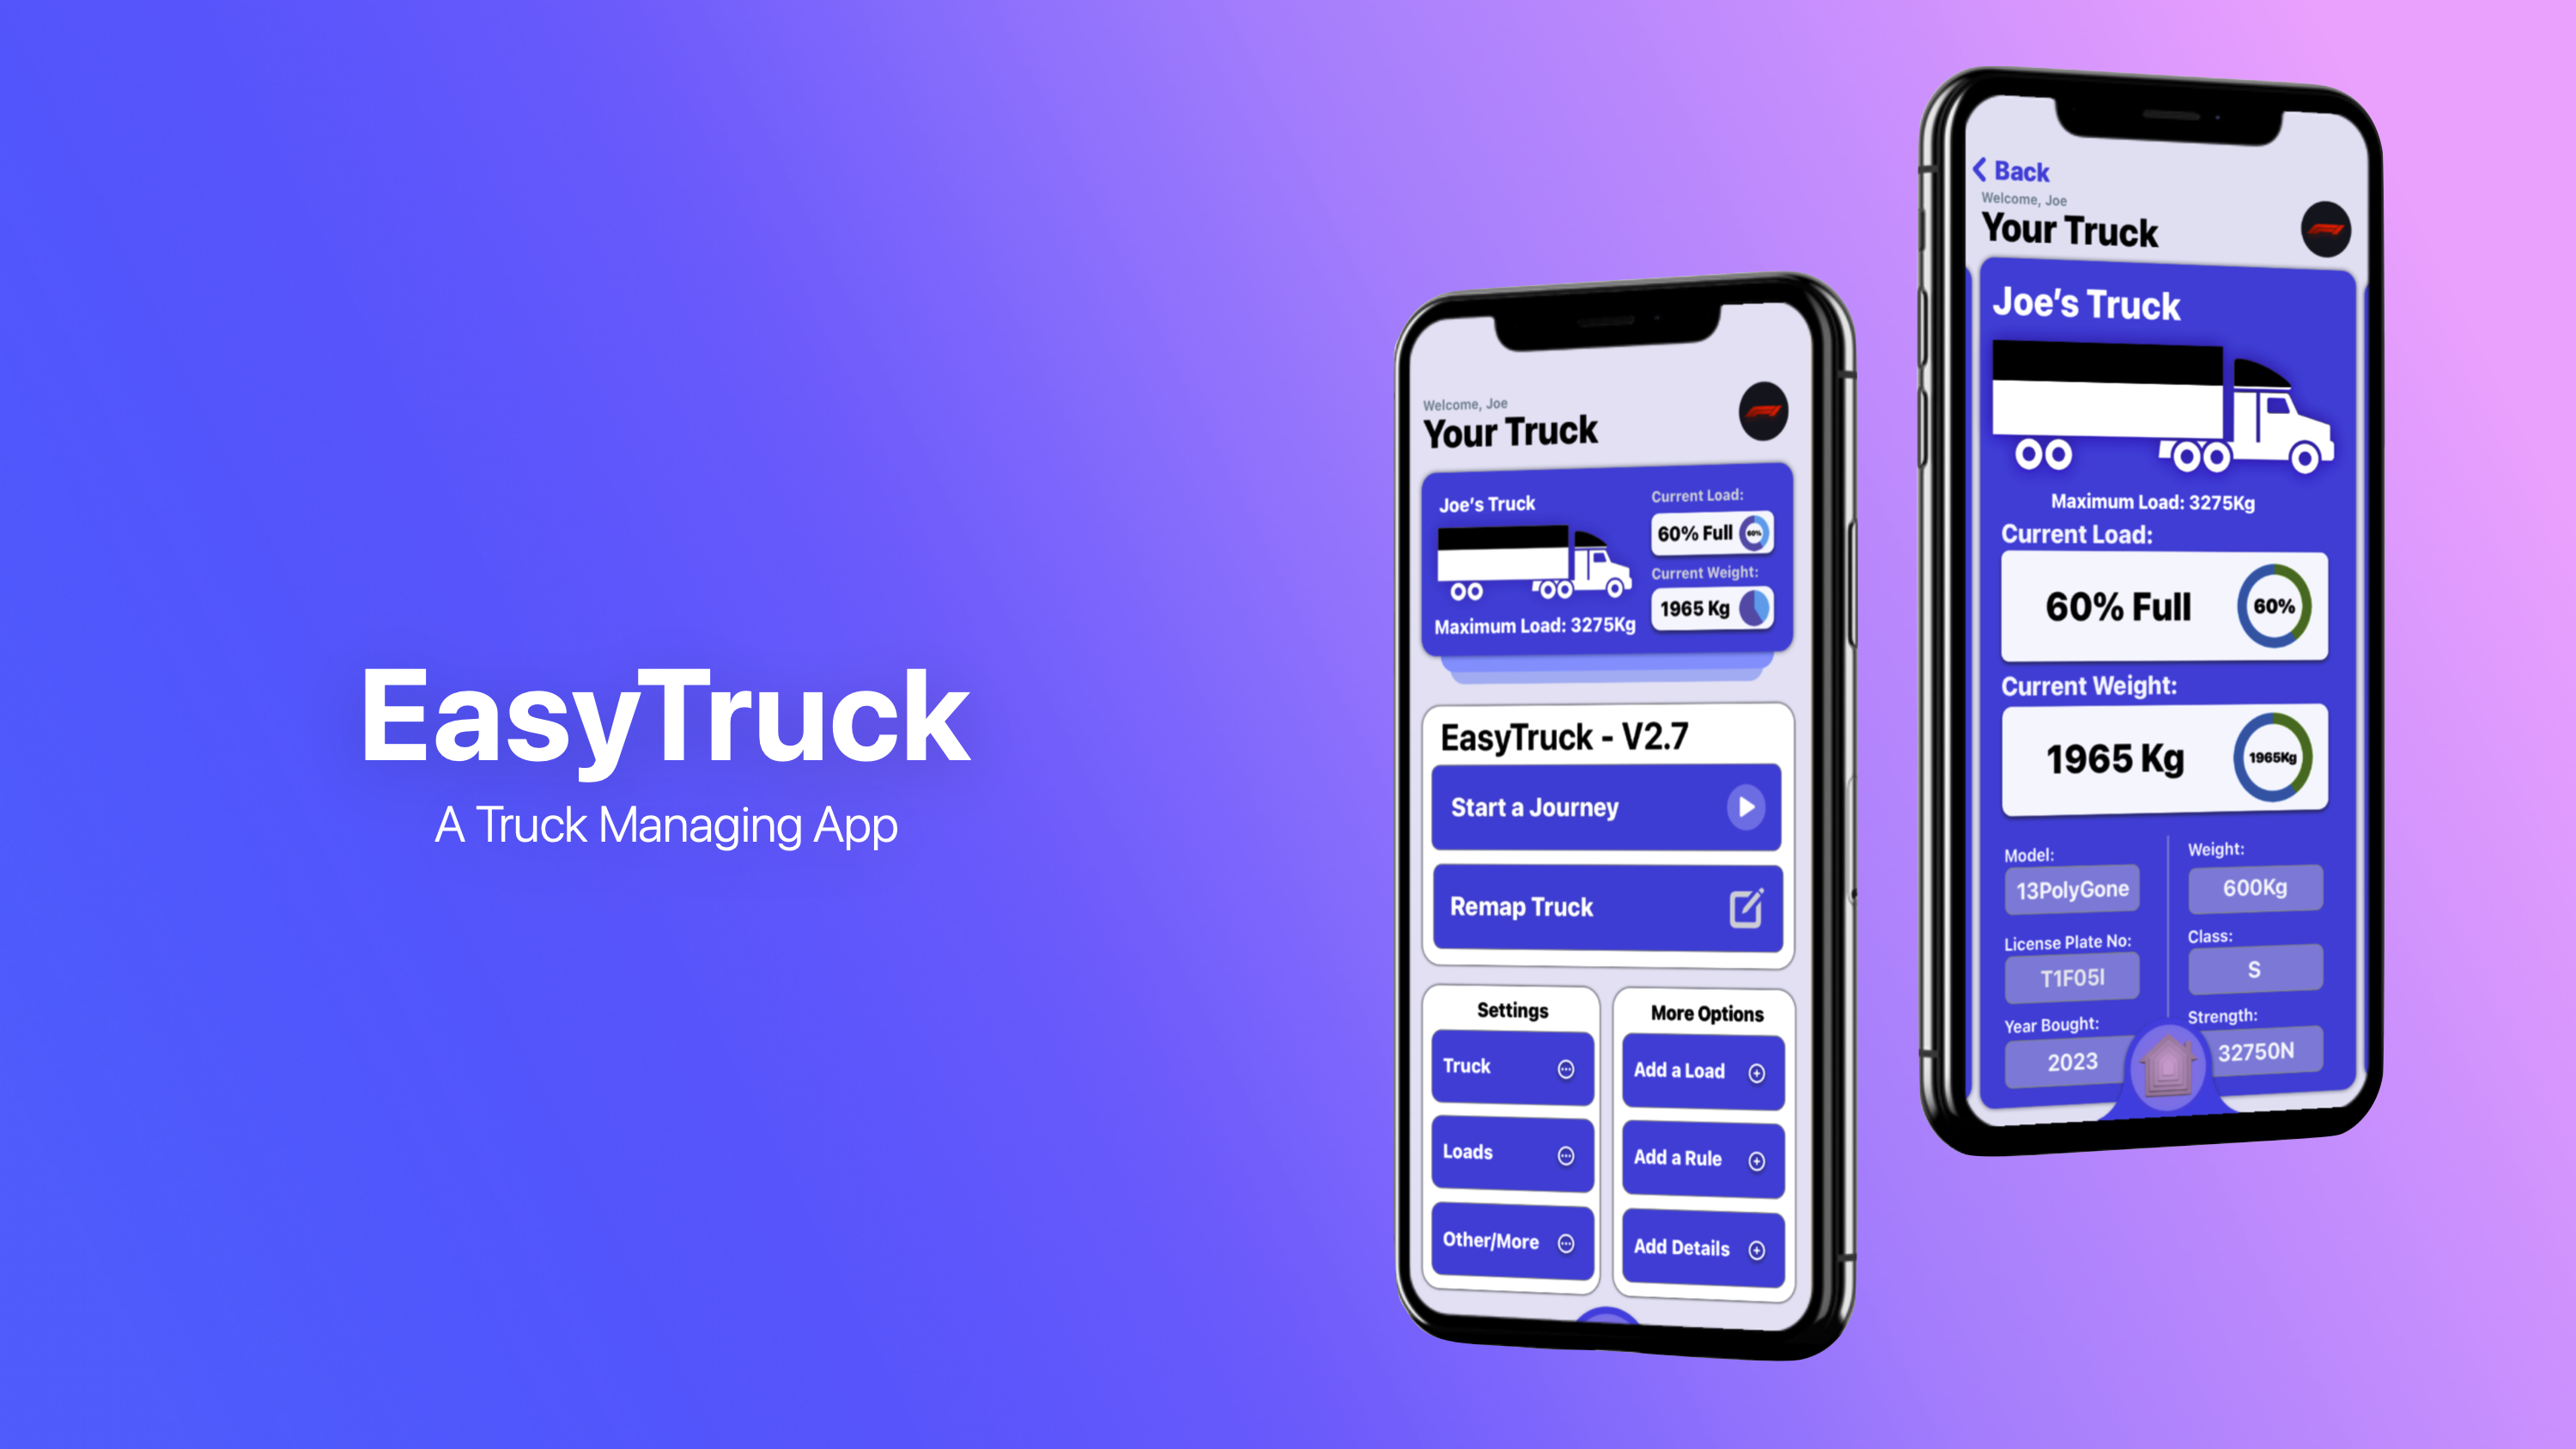 EasyTruck
A Truck Managing App
Welcome, Joe
Your Truck
Joe's Truck
Maximum Load: 3275Kg
Current Load:
60% Full
60%
Current Weight:
1965 Kg
EasyTruck - V2.7
Start a Journey
Remap Truck
Settings
Truck
Loads
Other/More
More Options
Add a Load
Add a Rule
Add Details
Back
Welcome, Joe
Your Truck
Joe's Truck
Maximum Load: 3275Kg
Current Load:
60% Full
60%
Current Weight:
1965 Kg
1965Kg
Model:
13PolyGone
License Plate No:
T1F05I
Year Bought:
2023
Weight:
600Kg
Class:
S
Strength:
32750N